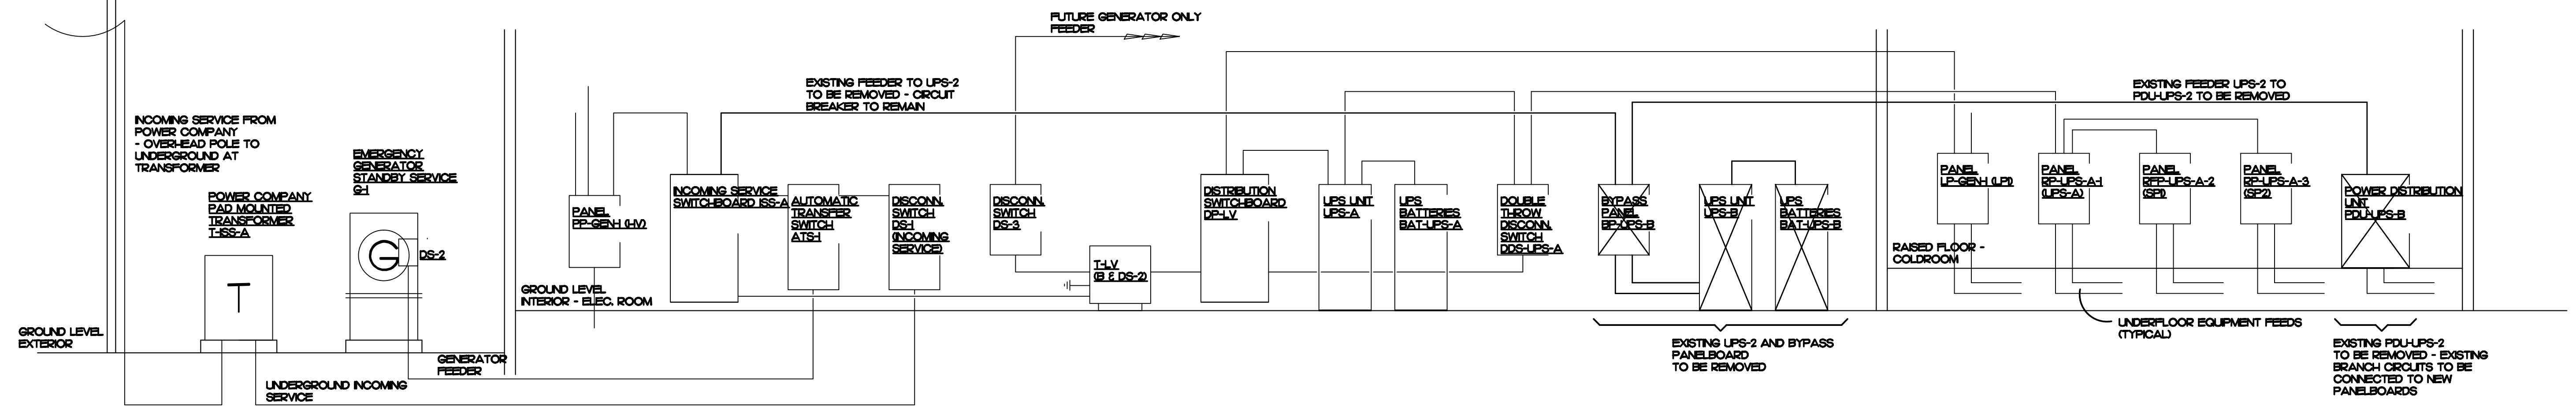 FUTURE GENERATOR ONLY
FEEDER
EXISTING FEEDER TO UPS-2
TO BE REMOVED - CIRCUIT
BREAKER TO REMAIN
EXISTING FEEDER UPS-2 TO
PDU-UPS-2 TO BE REMOVED
INCOMING SERVICE FROM
POWER COMPANY
- OVERHEAD POLE TO
UNDERGROUND AT
TRANSFORMER
EMERGENCY
GENERATOR
STANDBY SERVICE
G-1
POWER COMPANY
PAD MOUNTED
TRANSFORMER
T-ISS-A
T
G
DS-2
PANEL
PP-GEN-1 (HV)
INCOMING SERVICE
SWITCHBOARD ISS-A
AUTOMATIC
TRANSFER
SWITCH
ATS-1
DISCONN.
SWITCH
DS-1
(INCOMING
SERVICE)
DISCONN.
SWITCH
DS-3
T-LV
(B & DS-2)
DISTRIBUTION
SWITCHBOARD
DP-LV
UPS UNIT
UPS-A
UPS
BATTERIES
BAT-UPS-A
DOUBLE
THROW
DISCONN.
SWITCH
DDS-UPS-A
BYPASS
PANEL
BP-UPS-B
UPS UNIT
UPS-B
UPS
BATTERIES
BAT-UPS-B
PANEL
LP-GEN-1 (LP1)
PANEL
RP-UPS-A-1
(UPS-A)
PANEL
RFP-UPS-A-2
(SP1)
PANEL
RP-UPS-A-3
(SP2)
POWER DISTRIBUTION
UNIT
PDU-UPS-B
RAISED FLOOR -
COLDROOM
GROUND LEVEL
INTERIOR - ELEC. ROOM
GROUND LEVEL
EXTERIOR
GENERATOR
FEEDER
UNDERGROUND INCOMING
SERVICE
EXISTING UPS-2 AND BYPASS
PANELBOARD
TO BE REMOVED
UNDERFLOOR EQUIPMENT FEEDS
(TYPICAL)
EXISTING PDU-UPS-2
TO BE REMOVED - EXISTING
BRANCH CIRCUITS TO BE
CONNECTED TO NEW
PANELBOARDS